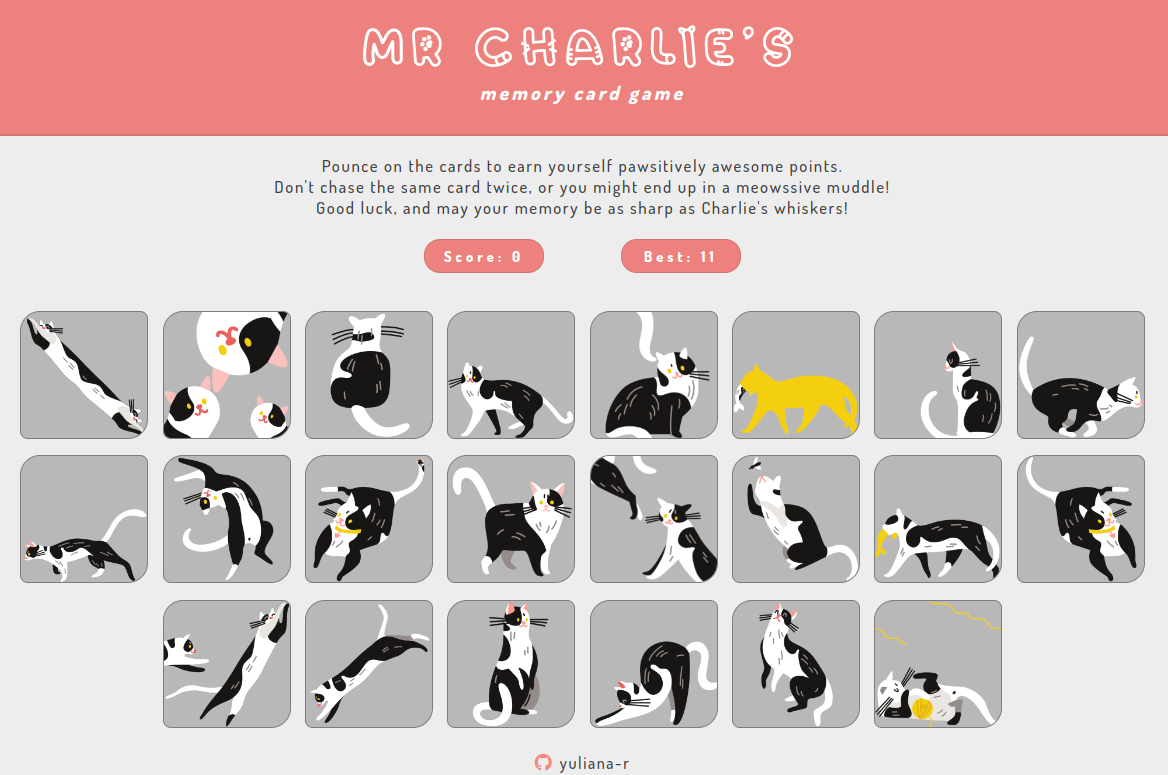 MR CHARLIE'S
memory card game
Pounce on the cards to earn yourself pawsitively awesome points.
Don't chase the same card twice, or you might end up in a meowssive muddle!
Good luck, and may your memory be as sharp as Charlie's whiskers!
Score: 0
Best: 11
yuliana-r